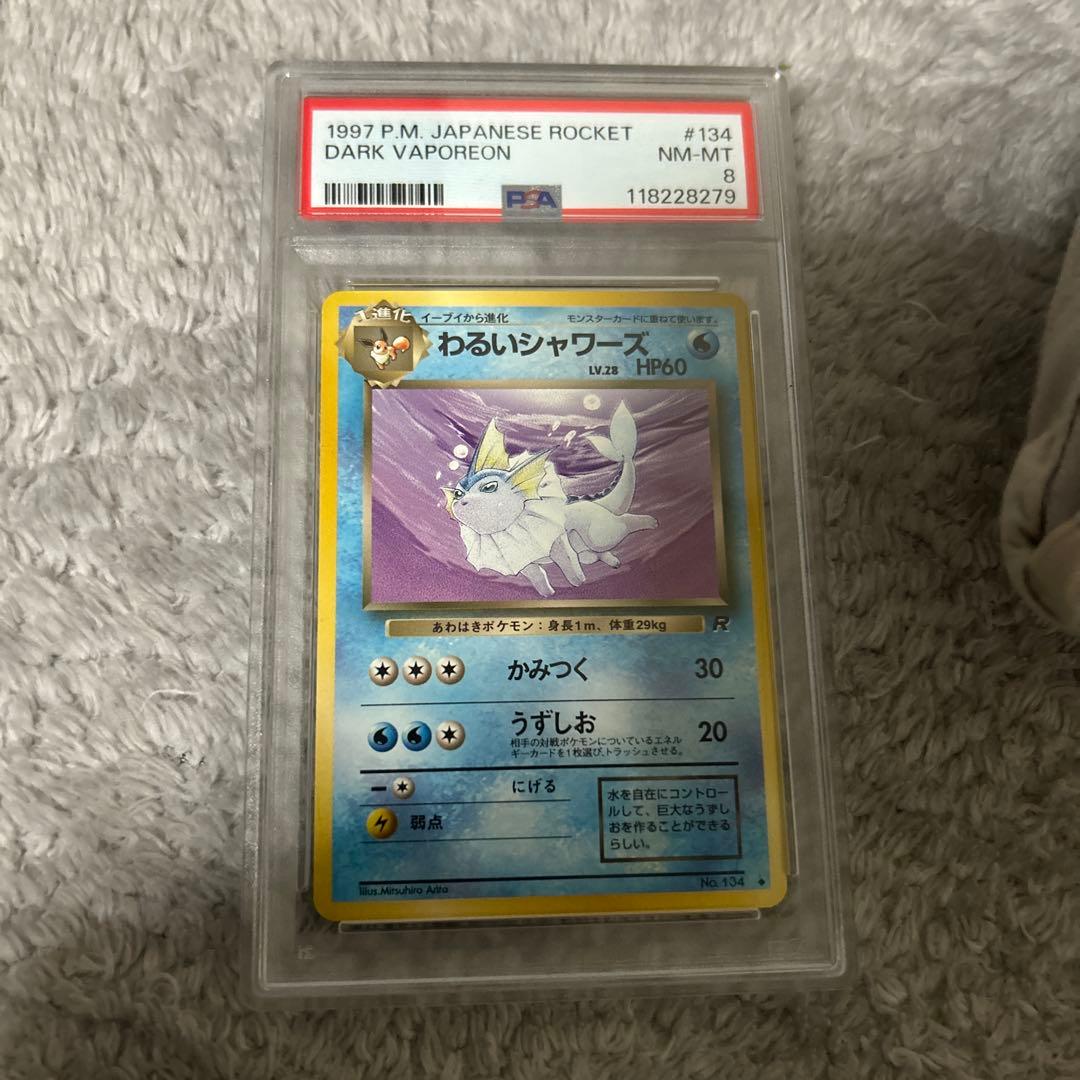 1997 P.M. JAPANESE ROCKET #134
DARK VAPOREON NM-MT
8
PSA 118228279
1進化 イーブイから進化 モンスターカードに重ねて使います。
わるいシャワーズ
LV.28 HP60
あわはきポケモン：身長1m、体重29kg R
かみつく 30
うずしお 20
相手の対戦ポケモンについているエネル
ギーカードを1枚選び、トラッシュさせる。
にげる
弱点
水を自在にコントロー
ルして、巨大なうずし
おを作ることができる
らしい。
Illus.Mitsuhiro Arita No. 134